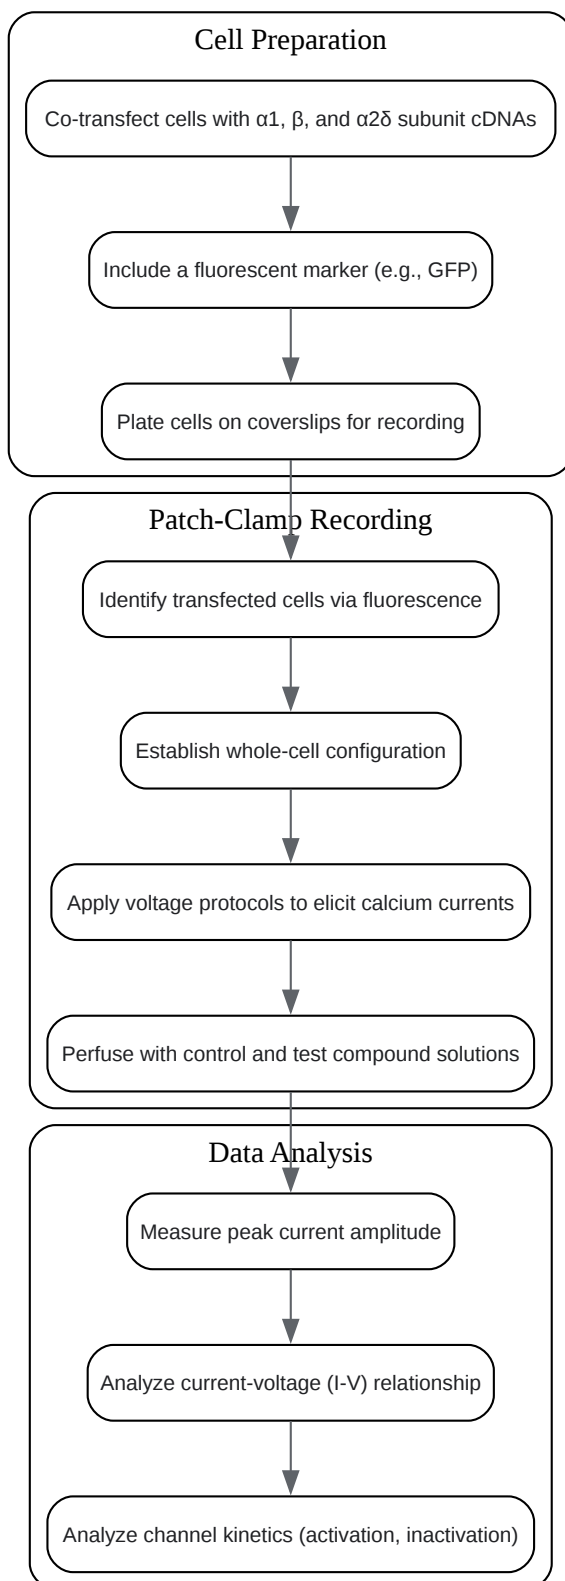 Cell Preparation
Co-transfect cells with α1, β, and α2δ subunit cDNAs
Include a fluorescent marker (e.g., GFP)
Plate cells on coverslips for recording
Patch-Clamp Recording
Identify transfected cells via fluorescence
Establish whole-cell configuration
Apply voltage protocols to elicit calcium currents
Perfuse with control and test compound solutions
Data Analysis
Measure peak current amplitude
Analyze current-voltage (I-V) relationship
Analyze channel kinetics (activation, inactivation)